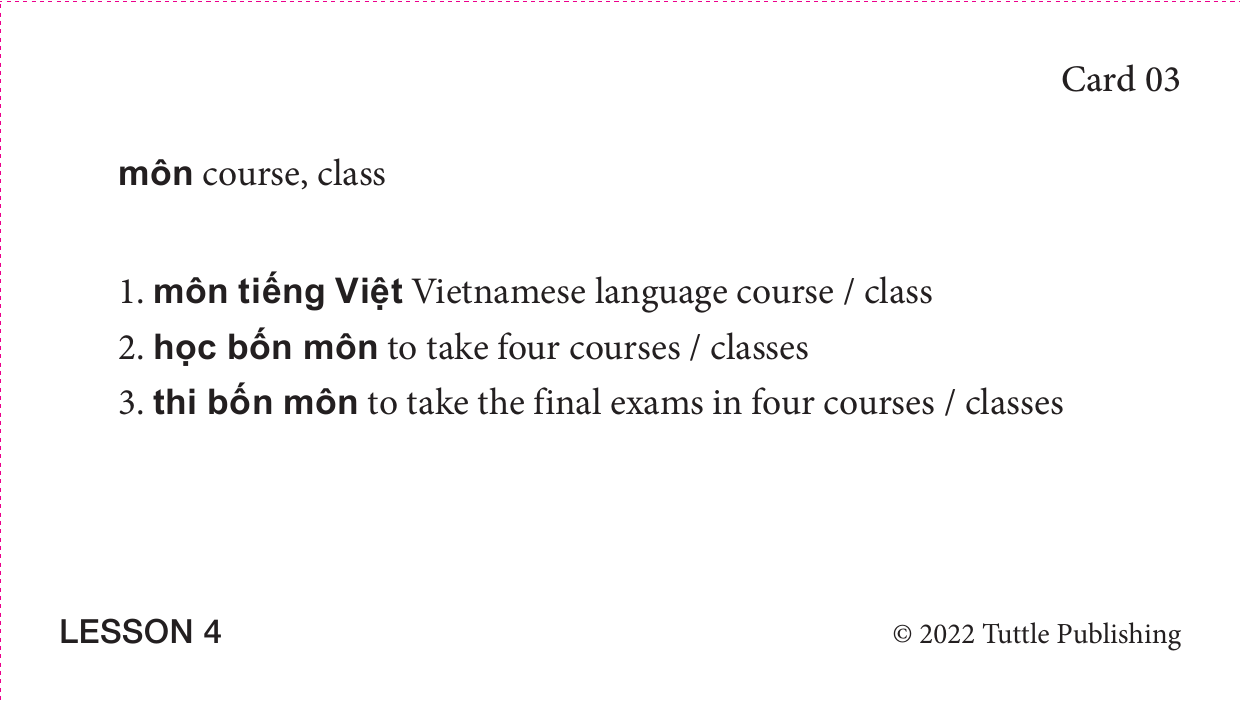 Card 03
môn course, class
1. môn tiếng Việt Vietnamese language course / class
2. học bốn môn to take four courses / classes
3. thi bốn môn to take the final exams in four courses / classes
LESSON 4
© 2022 Tuttle Publishing